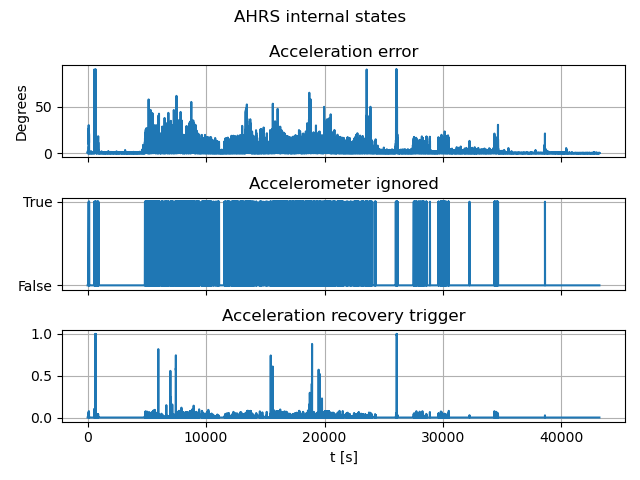 AHRS internal states
Acceleration error
Degrees
50
0
Accelerometer ignored
True
False
Acceleration recovery trigger
1.0
0.5
0.0
0 10000 20000 30000 40000
t [s]